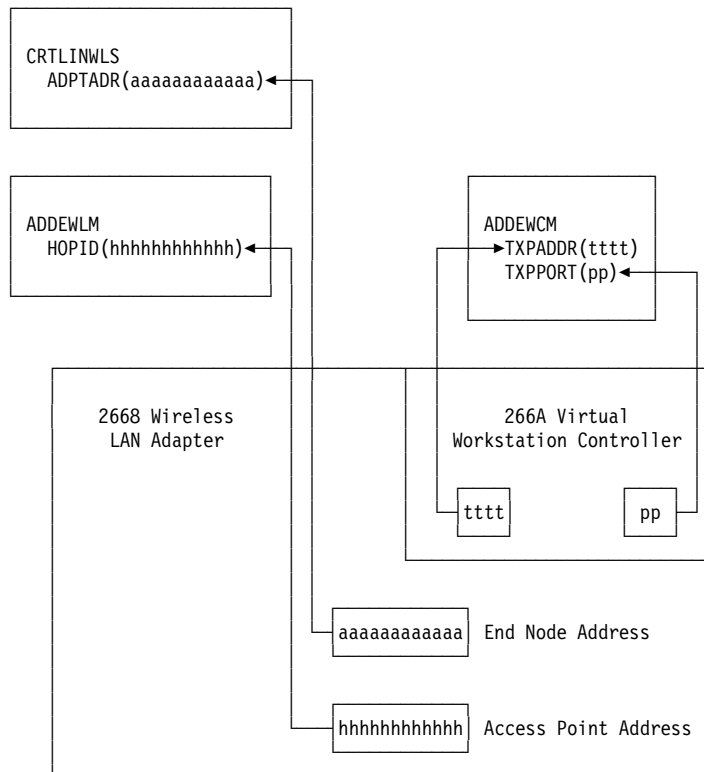 CRTLINWLS
ADPTADR(aaaaaaaaaaaa)
ADDEWLM
HOPID(hhhhhhhhhhhh)
ADDEWCM
TXPADDR(tttt)
TXPPORT(pp)
2668 Wireless
LAN Adapter
266A Virtual
Workstation Controller
tttt
pp
aaaaaaaaaaaa End Node Address
hhhhhhhhhhhh Access Point Address